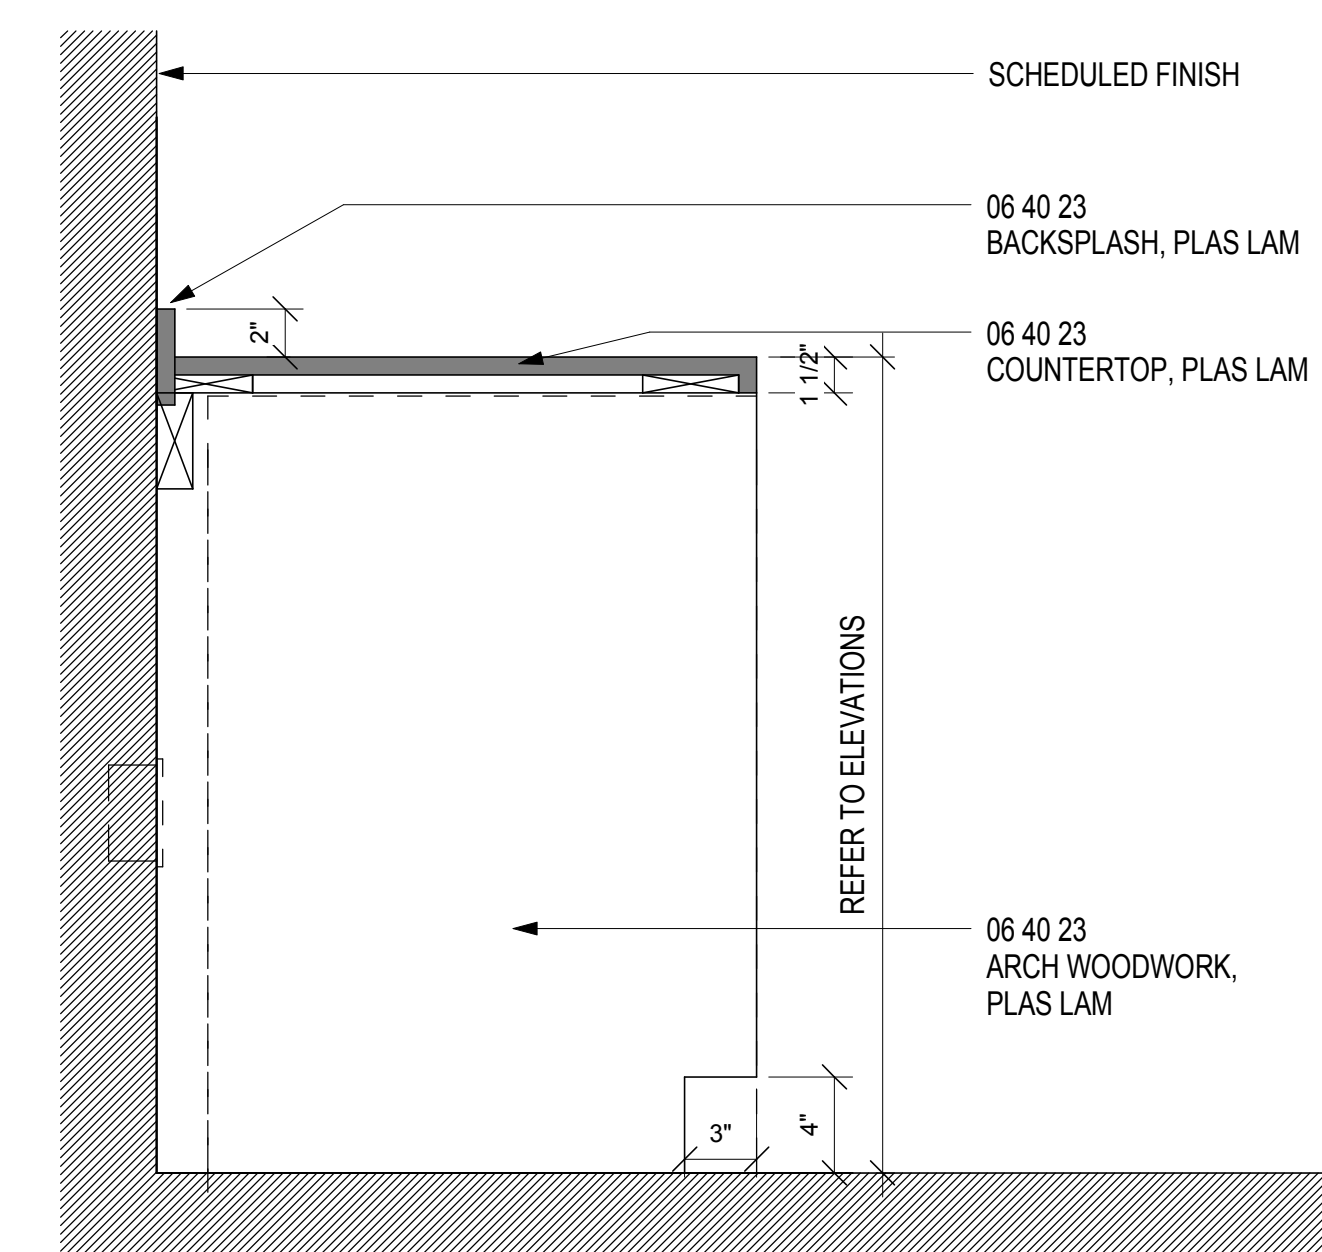 SCHEDULED FINISH
06 40 23
BACKSPLASH, PLAS LAM
2"
06 40 23
COUNTERTOP, PLAS LAM
1 1/2"
REFER TO ELEVATIONS
06 40 23
ARCH WOODWORK,
PLAS LAM
3"
4"